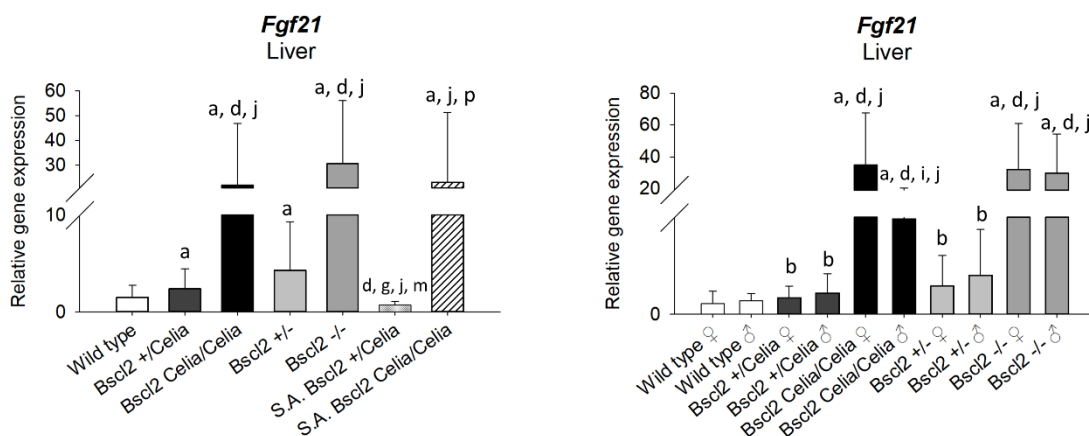 Fgf21
Liver
Relative gene expression
60
50
40
30
10
0
a
a, d, j
a
a, d, j
d, g, j, m
a, j, p
Wild type
Bscl2 +/Celia
Bscl2 Celia/Celia
Bscl2 +/-
Bscl2 -/-
S.A. Bscl2 +/Celia
S.A. Bscl2 Celia/Celia
Fgf21
Liver
Relative gene expression
80
60
40
20
0
b
b
a, d, j
a, d, i, j
b
b
a, d, j
a, d, j
Wild type ♀
Wild type ♂
Bscl2 +/Celia ♀
Bscl2 +/Celia ♂
Bscl2 Celia/Celia ♀
Bscl2 Celia/Celia ♂
Bscl2 +/- ♀
Bscl2 +/- ♂
Bscl2 -/- ♀
Bscl2 -/- ♂